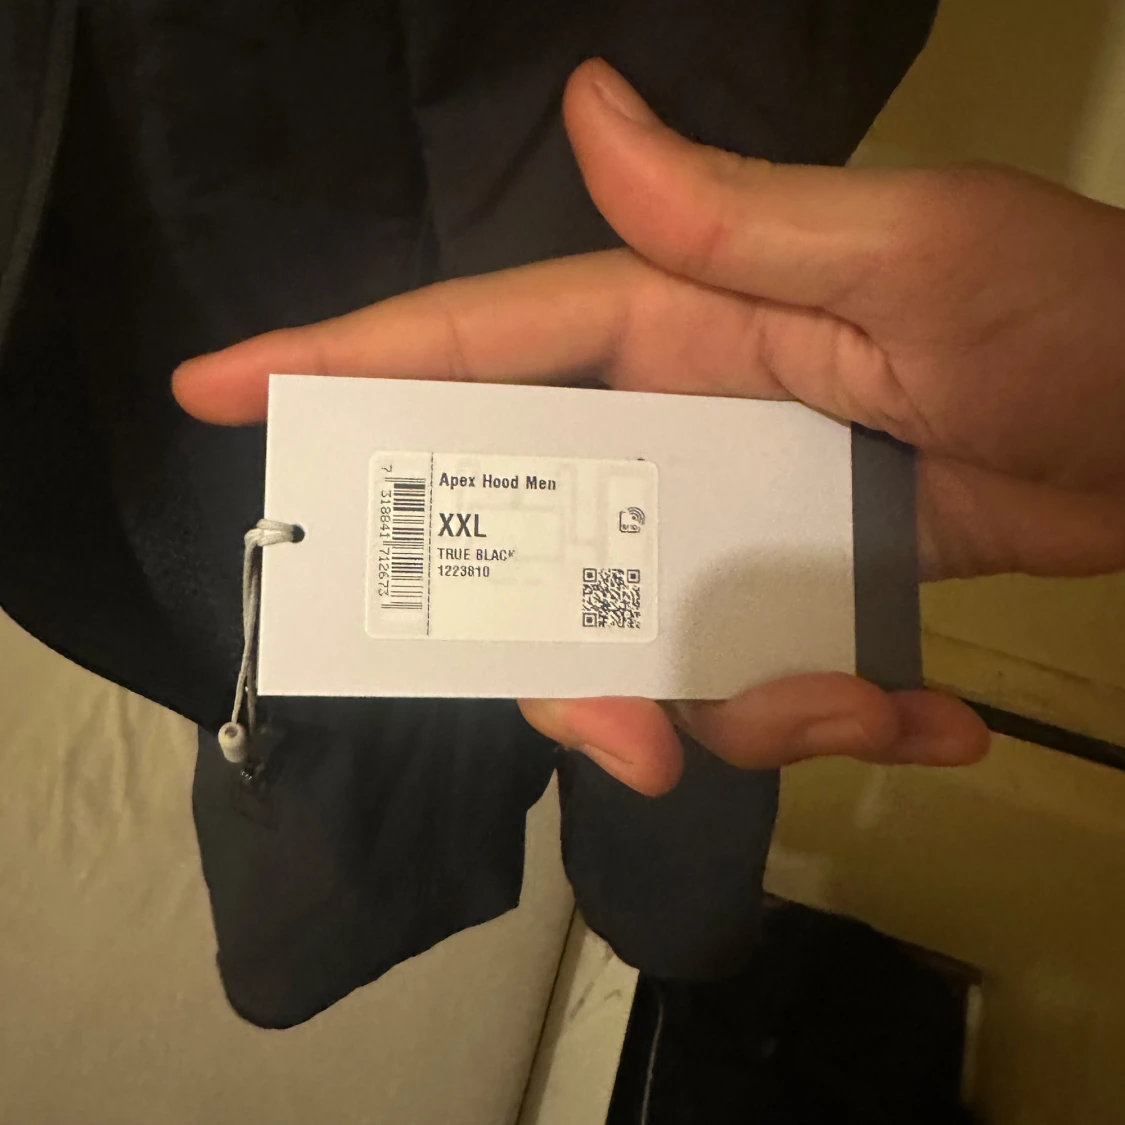 Apex Hood Men
XXL
TRUE BLACK
1223810
7 318841 712673